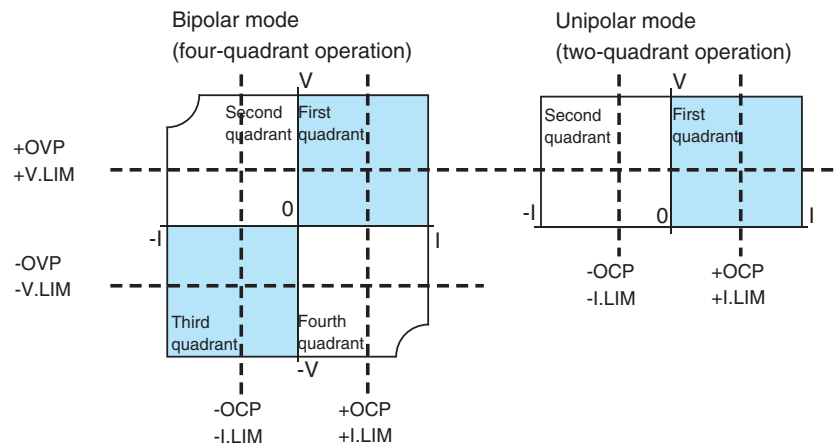 Bipolar mode
(four-quadrant operation)
V
Second
quadrant
First
quadrant
+OVP
+V.LIM
0
-I
I
-OVP
-V.LIM
Third
quadrant
Fourth
quadrant
-V
-OCP
-I.LIM
+OCP
+I.LIM
Unipolar mode
(two-quadrant operation)
V
Second
quadrant
First
quadrant
-I
0
I
-OCP
-I.LIM
+OCP
+I.LIM